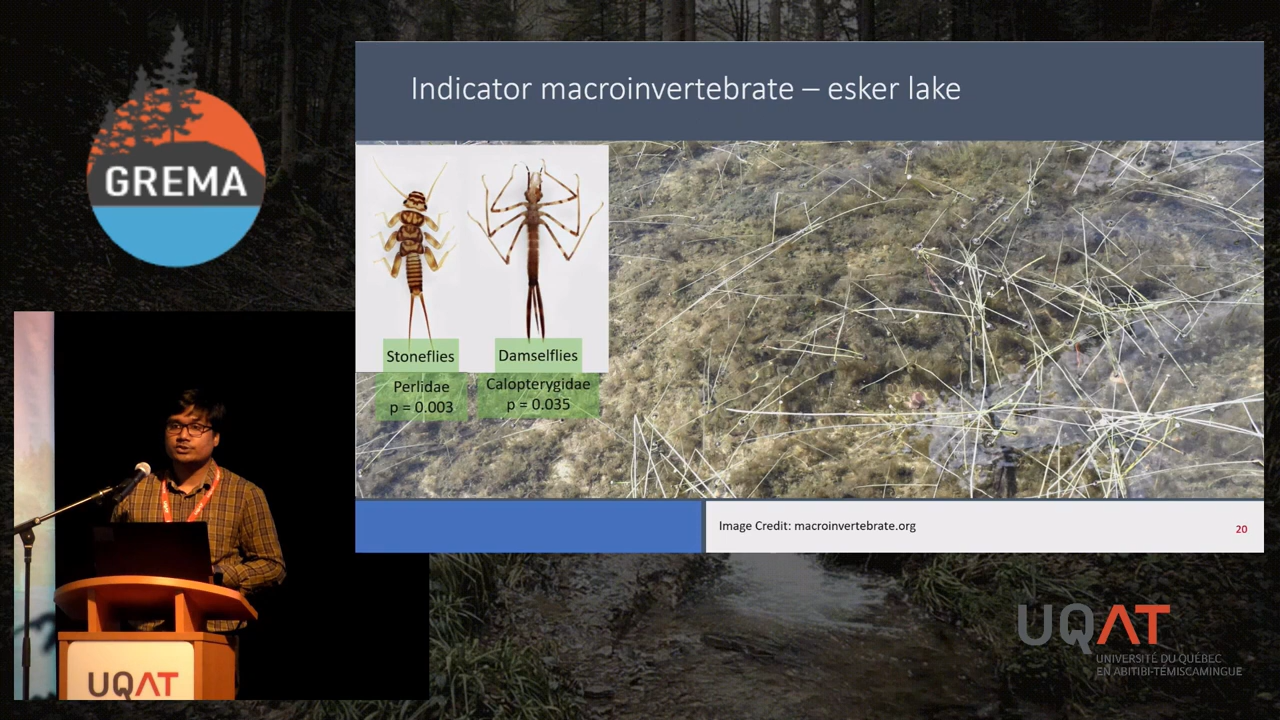 GREMA
Indicator macroinvertebrate – esker lake
Stoneflies
Damselflies
Perlidae
p = 0.003
Calopterygidae
p = 0.035
Image Credit: macroinvertebrate.org
20
UQAT
UQAT
UNIVERSITÉ DU QUÉBEC
EN ABITIBI-TÉMISCAMINGUE